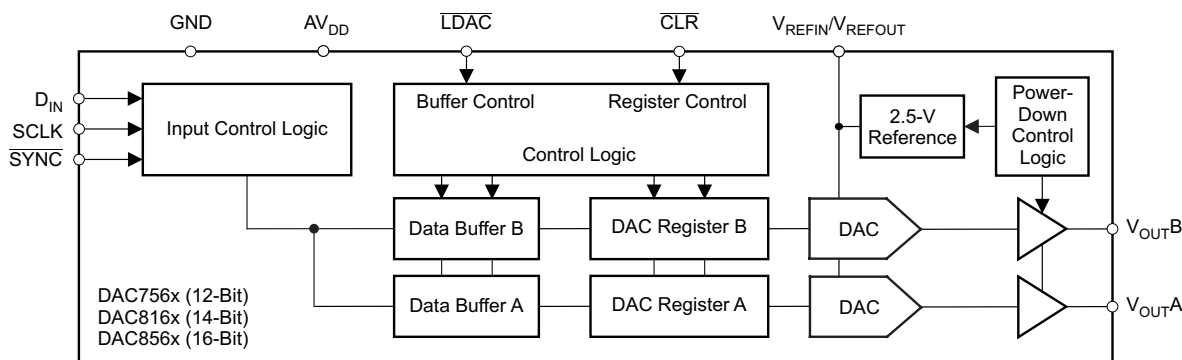 GND
AVDD
LDAC
CLR
VREFIN/VREFOUT
DIN
SCLK
SYNC
Input Control Logic
Buffer Control
Register Control
Control Logic
2.5-V
Reference
Power-
Down
Control
Logic
Data Buffer B
DAC Register B
DAC
VOUTB
Data Buffer A
DAC Register A
DAC
VOUTA
DAC756x (12-Bit)
DAC816x (14-Bit)
DAC856x (16-Bit)